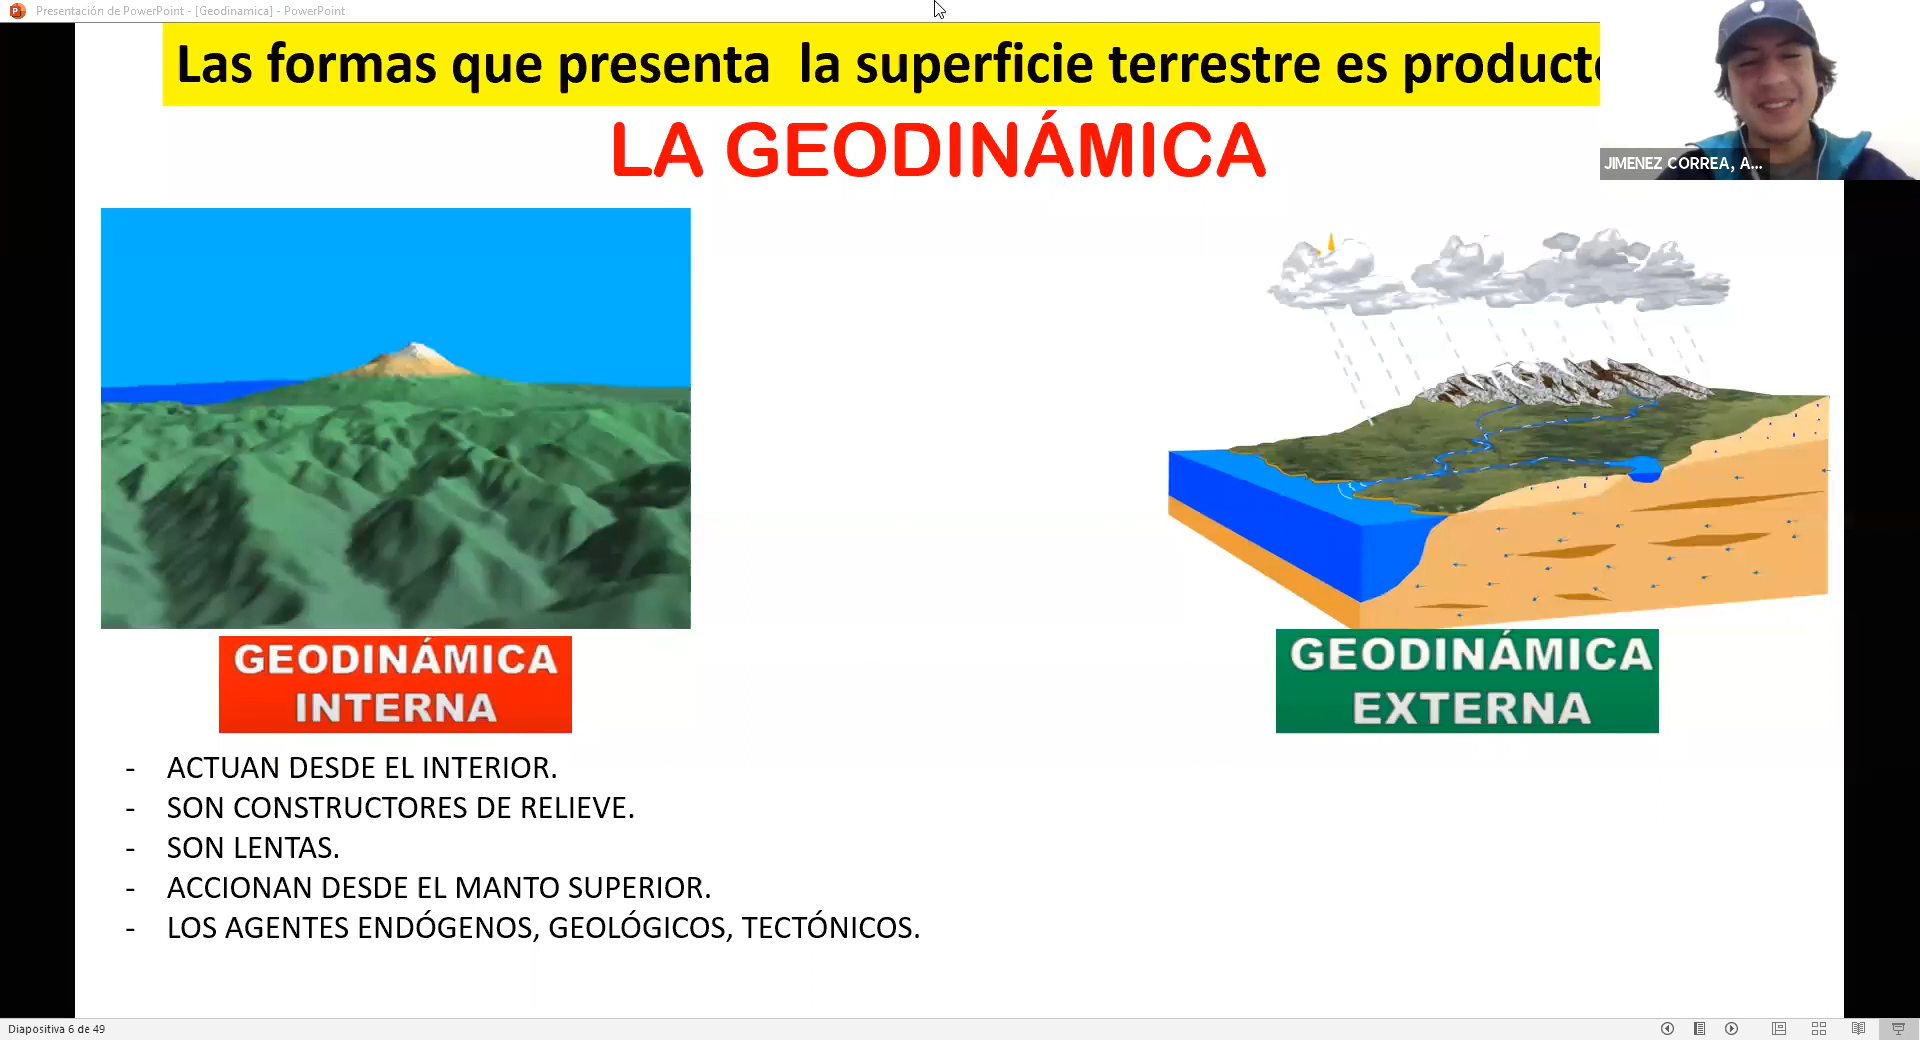 Presentación de PowerPoint - [Geodinamica] - PowerPoint
Las formas que presenta la superficie terrestre es producto
JIMENEZ CORREA, A...
LA GEODINÁMICA
GEODINÁMICA
INTERNA
GEODINÁMICA
EXTERNA
- ACTUAN DESDE EL INTERIOR.
- SON CONSTRUCTORES DE RELIEVE.
- SON LENTAS.
- ACCIONAN DESDE EL MANTO SUPERIOR.
- LOS AGENTES ENDÓGENOS, GEOLÓGICOS, TECTÓNICOS.
Diapositiva 6 de 49